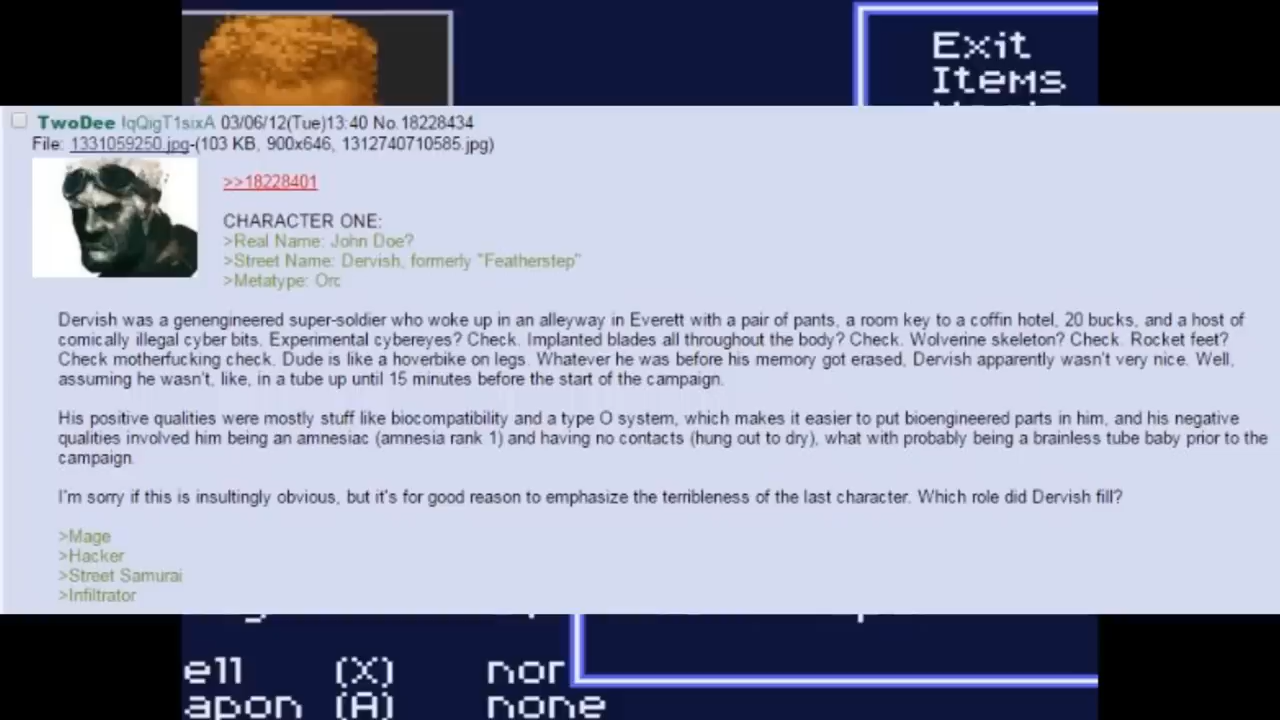 Exit
Items
TwoDee !qQigT1sixA 03/06/12(Tue)13:40 No.18228434
File: 1331059250.jpg-(103 KB, 900x646, 1312740710585.jpg)
>>18228401
CHARACTER ONE:
>Real Name: John Doe?
>Street Name: Dervish, formerly "Featherstep"
>Metatype: Orc
Dervish was a genengineered super-soldier who woke up in an alleyway in Everett with a pair of pants, a room key to a coffin hotel, 20 bucks, and a host of
comically illegal cyber bits. Experimental cybereyes? Check. Implanted blades all throughout the body? Check. Wolverine skeleton? Check. Rocket feet?
Check motherfucking check. Dude is like a hoverbike on legs. Whatever he was before his memory got erased, Dervish apparently wasn't very nice. Well,
assuming he wasn't, like, in a tube up until 15 minutes before the start of the campaign.
His positive qualities were mostly stuff like biocompatibility and a type O system, which makes it easier to put bioengineered parts in him, and his negative
qualities involved him being an amnesiac (amnesia rank 1) and having no contacts (hung out to dry), what with probably being a brainless tube baby prior to the
campaign.
I'm sorry if this is insultingly obvious, but it's for good reason to emphasize the terribleness of the last character. Which role did Dervish fill?
>Mage
>Hacker
>Street Samurai
>Infiltrator
ell (X) nor
apon (A) none